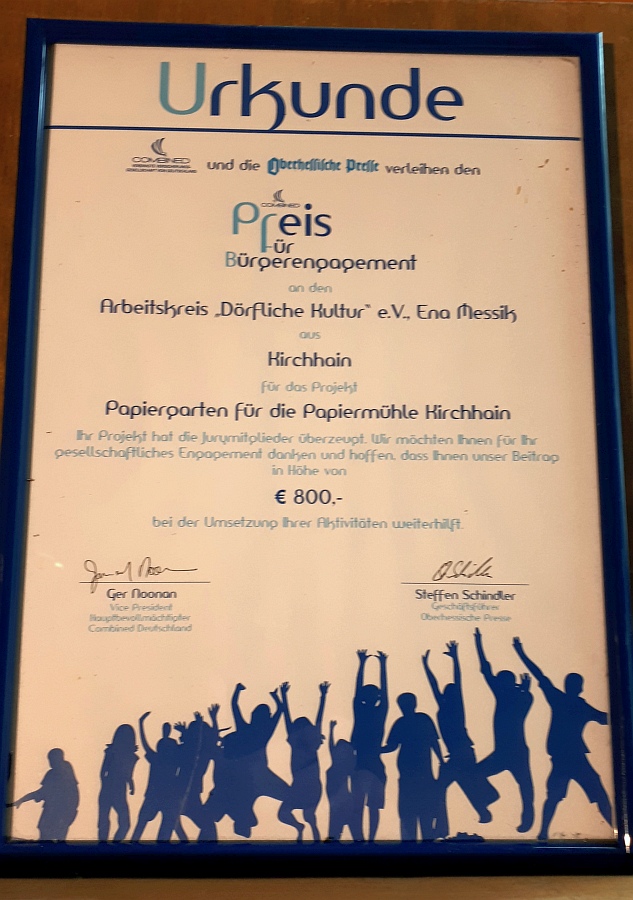 Urkunde
COMBINED und die Oberhessische Presse verleihen den
COMBINED
Preis
für
Bürgerengagement
an den
Arbeitskreis „Dörfliche Kultur" e.V., Ena Messik
aus
Kirchhain
für das Projekt
Papiergarten für die Papiermühle Kirchhain
Ihr Projekt hat die Jurymitglieder überzeugt. Wir möchten Ihnen für Ihr
gesellschaftliches Engagement danken und hoffen, dass Ihnen unser Beitrag
in Höhe von
€ 800,-
bei der Umsetzung Ihrer Aktivitäten weiterhilft.
Ger Noonan
Vice President
Hauptbevollmächtigter
Combined Deutschland
Steffen Schindler
Geschäftsführer
Oberhessische Presse